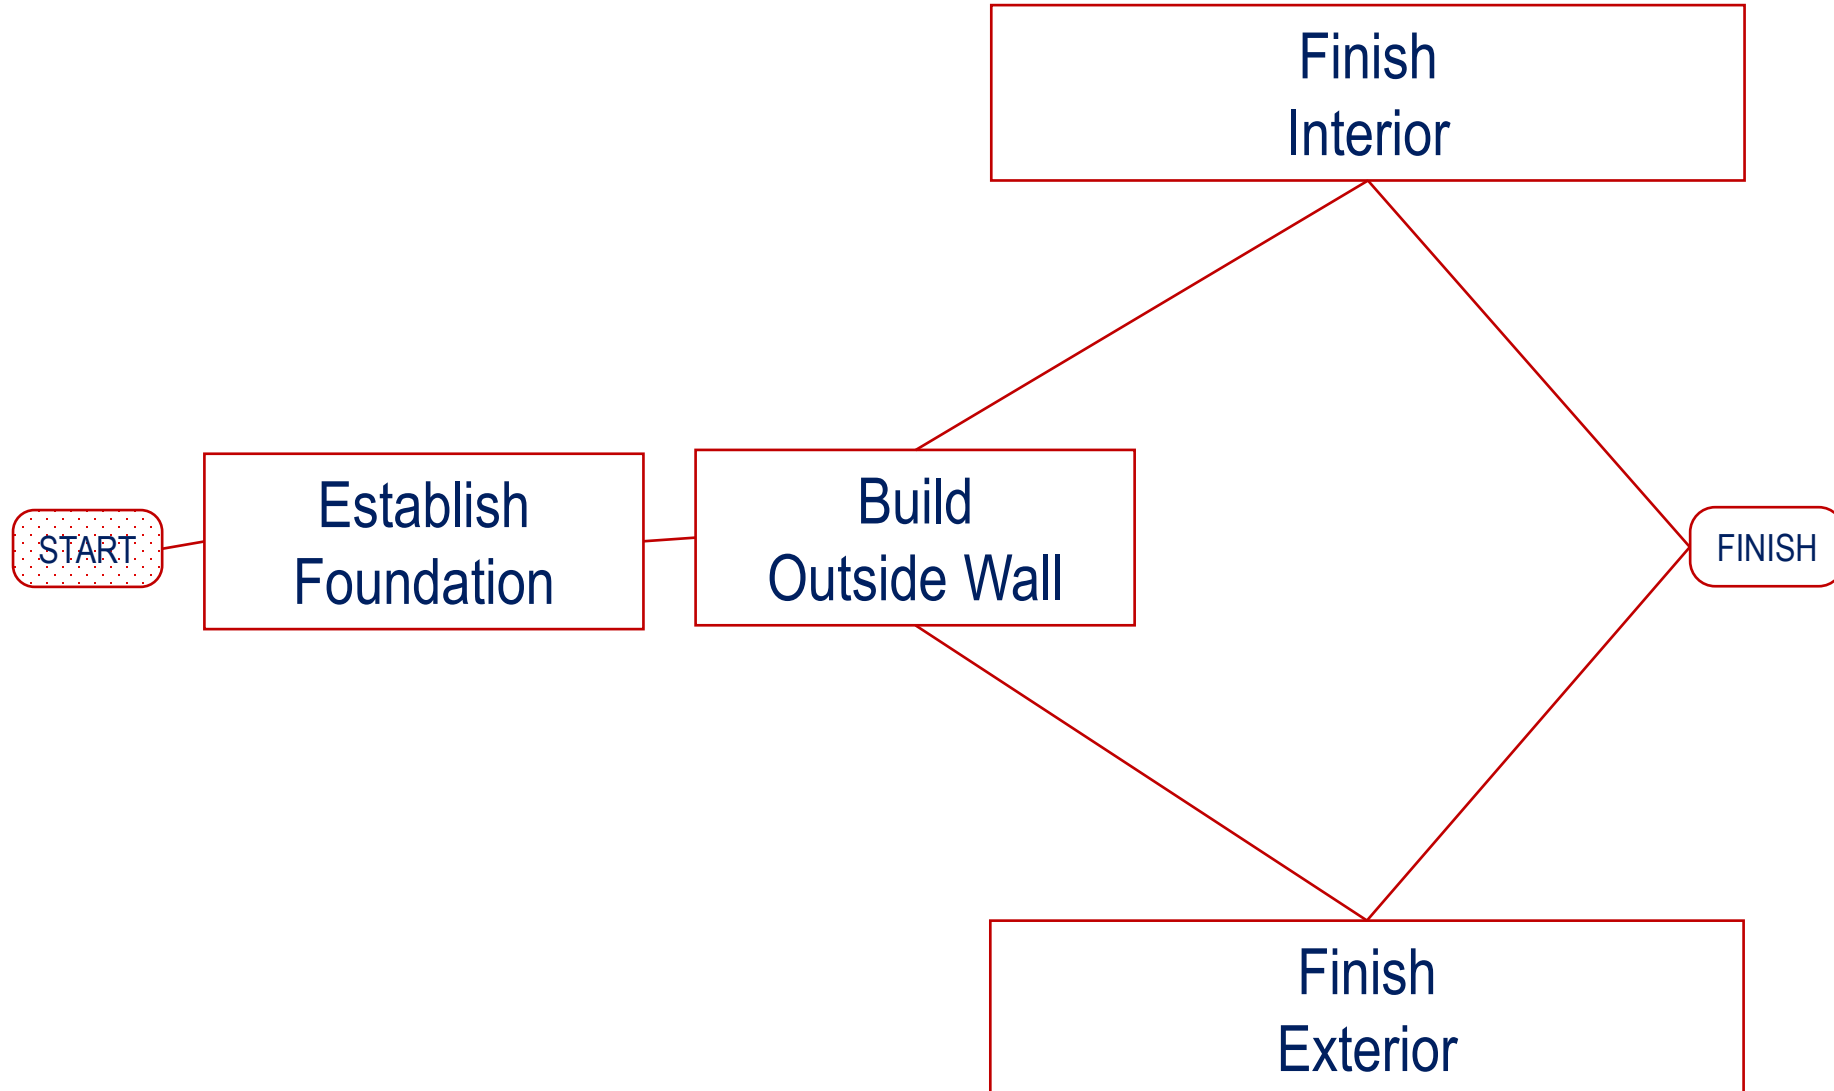 Finish
Interior
START
Establish
Foundation
Build
Outside Wall
FINISH
Finish
Exterior